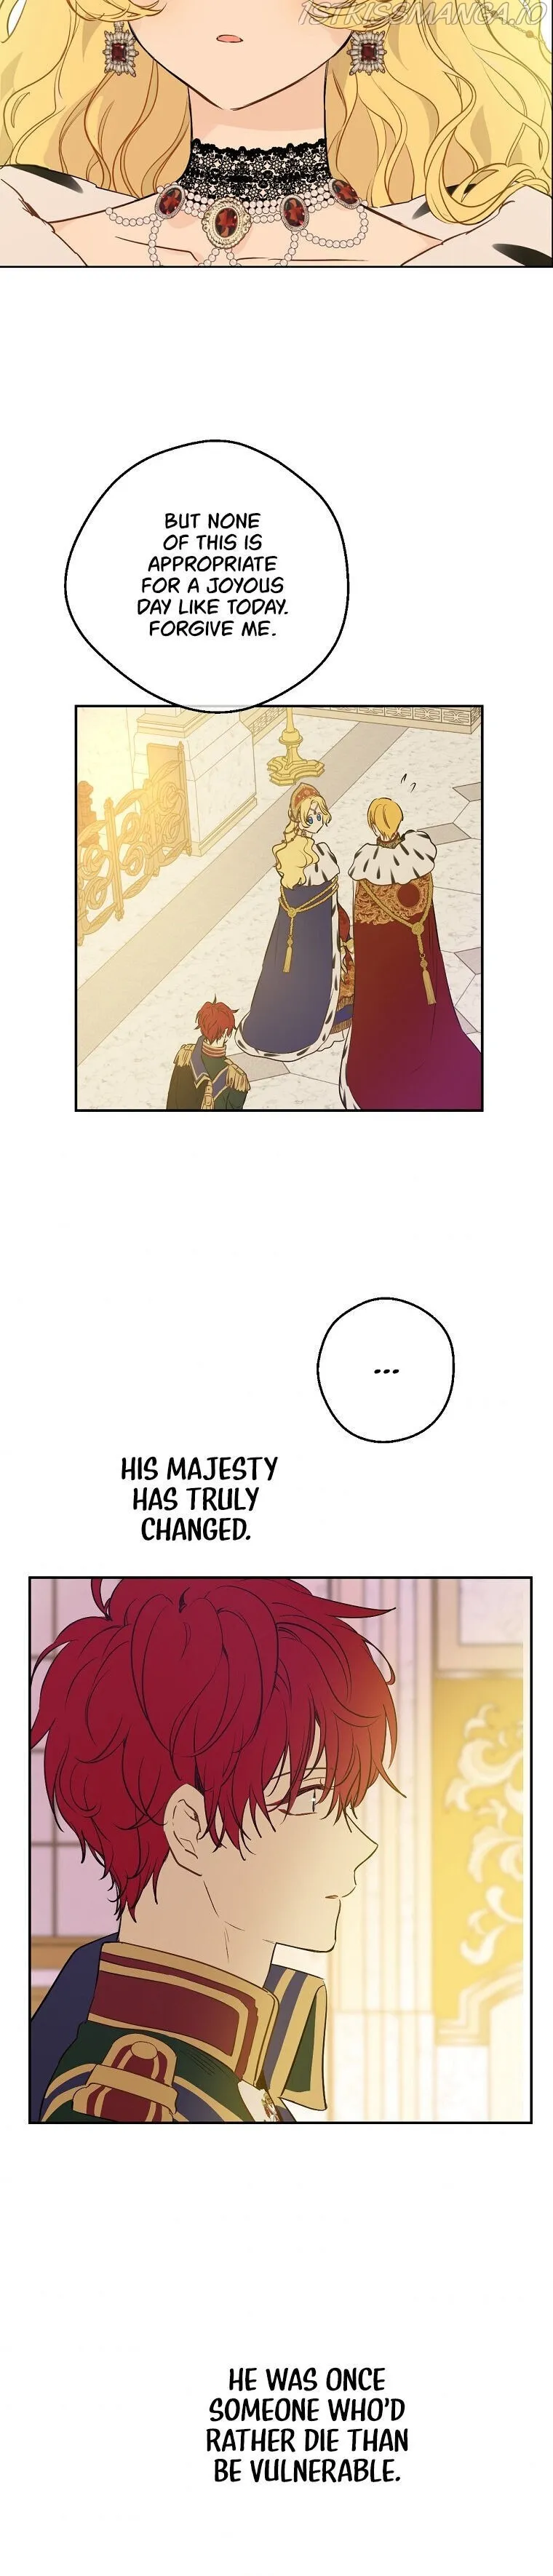 1STKISSMANGA.IO
BUT NONE
OF THIS IS
APPROPRIATE
FOR A JOYOUS
DAY LIKE TODAY.
FORGIVE ME.
...
HIS MAJESTY
HAS TRULY
CHANGED.
HE WAS ONCE
SOMEONE WHO'D
RATHER DIE THAN
BE VULNERABLE.